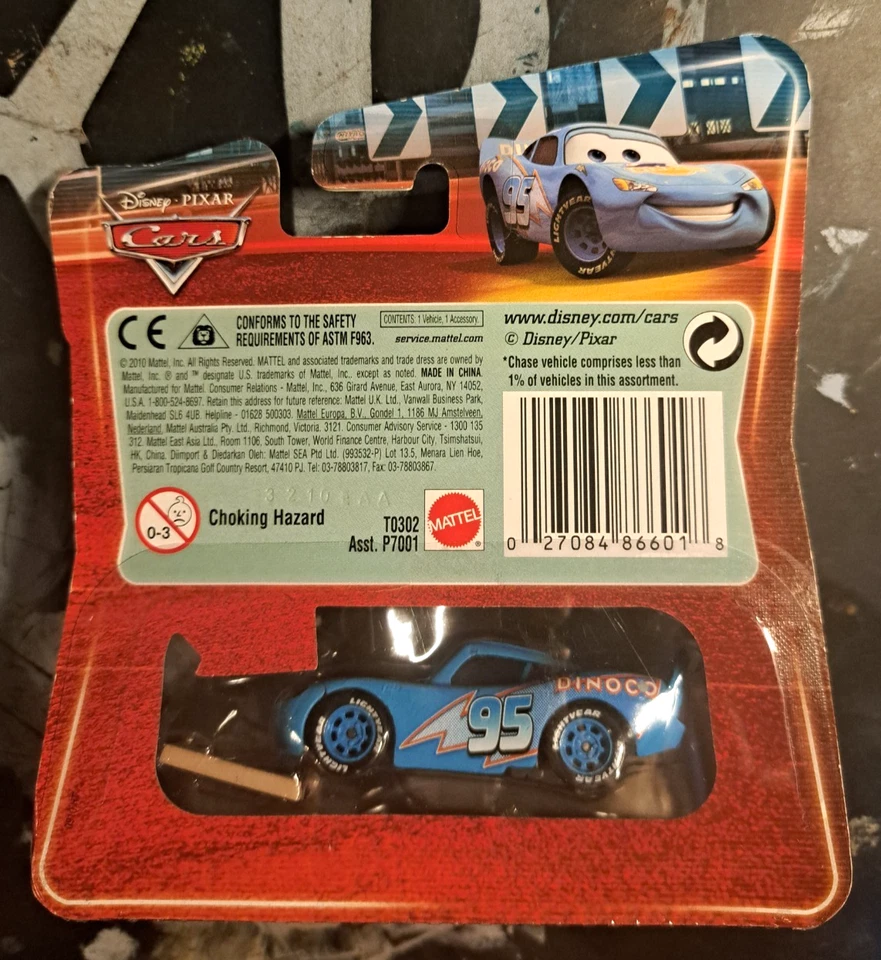 Disney · PIXAR
Cars
95
LIGHTYEAR
CE
CONFORMS TO THE SAFETY
REQUIREMENTS OF ASTM F963.
CONTENTS: 1 Vehicle, 1 Accessory.
service.mattel.com
© 2010 Mattel, Inc. All Rights Reserved. MATTEL and associated trademarks and trade dress are owned by
Mattel, Inc. ® and ™ designate U.S. trademarks of Mattel, Inc., except as noted. MADE IN CHINA.
Manufactured for Mattel. Consumer Relations - Mattel, Inc., 636 Girard Avenue, East Aurora, NY 14052,
U.S.A. 1-800-524-8697. Retain this address for future reference: Mattel U.K. Ltd., Vanwall Business Park,
Maidenhead SL6 4UB. Helpline - 01628 500303. Mattel Europa, B.V., Gondel 1, 1186 MJ Amstelveen,
Nederland. Mattel Australia Pty. Ltd., Richmond, Victoria. 3121. Consumer Advisory Service - 1300 135
312. Mattel East Asia Ltd., Room 1106, South Tower, World Finance Centre, Harbour City, Tsimshatsui,
HK, China. Diimport & Diedarkan Oleh: Mattel SEA Ptd Ltd. (993532-P) Lot 13.5, Menara Lien Hoe,
Persiaran Tropicana Golf Country Resort, 47410 PJ. Tel: 03-78803817, Fax: 03-78803867.
www.disney.com/cars
© Disney/Pixar
*Chase vehicle comprises less than
1% of vehicles in this assortment.
0-3
Choking Hazard
T0302
Asst. P7001
MATTEL
®
0 27084 86601 8
DINOCO
95
LIGHTYEAR
LIGHTYEAR